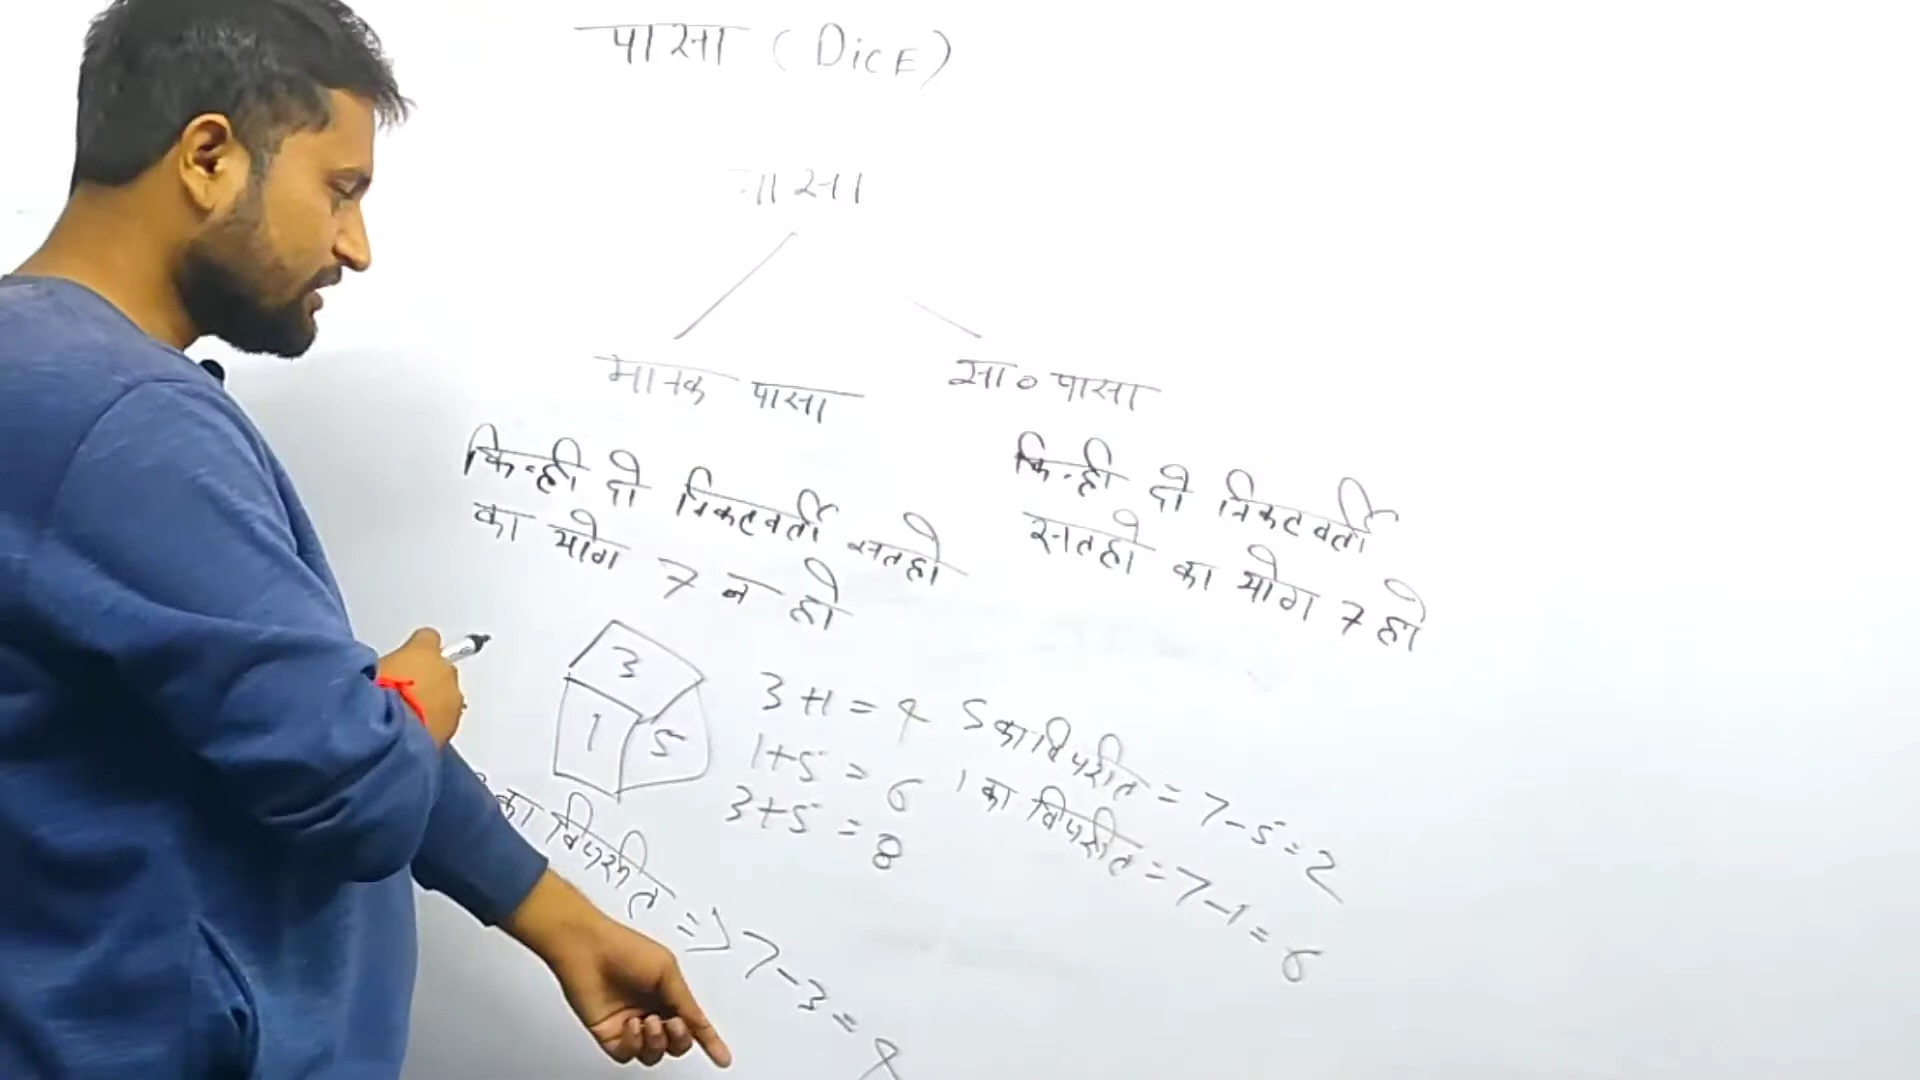 पासा (DicE)
पासा
मानक पासा
सा० पासा
किन्ही दो निकटवर्ती सतहो
का योग 7 न हो
किन्ही दो निकटवर्ती
सतहो का योग 7 हो
3
1 5
3+1 = 4
1+5 = 6
3+5 = 8
5 का विपरीत = 7-5 = 2
1 का विपरीत = 7-1 = 6
का विपरीत => 7-3 = 4